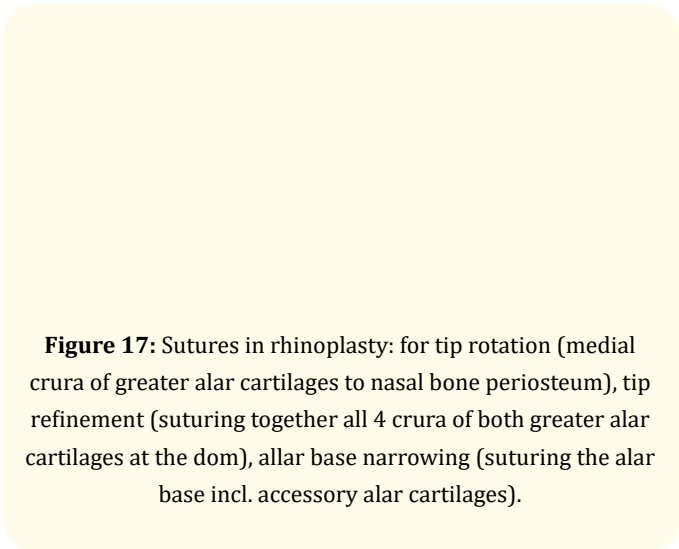 Figure 17: Sutures in rhinoplasty: for tip rotation (medial
crura of greater alar cartilages to nasal bone periosteum), tip
refinement (suturing together all 4 crura of both greater alar
cartilages at the dom), allar base narrowing (suturing the alar
base incl. accessory alar cartilages).